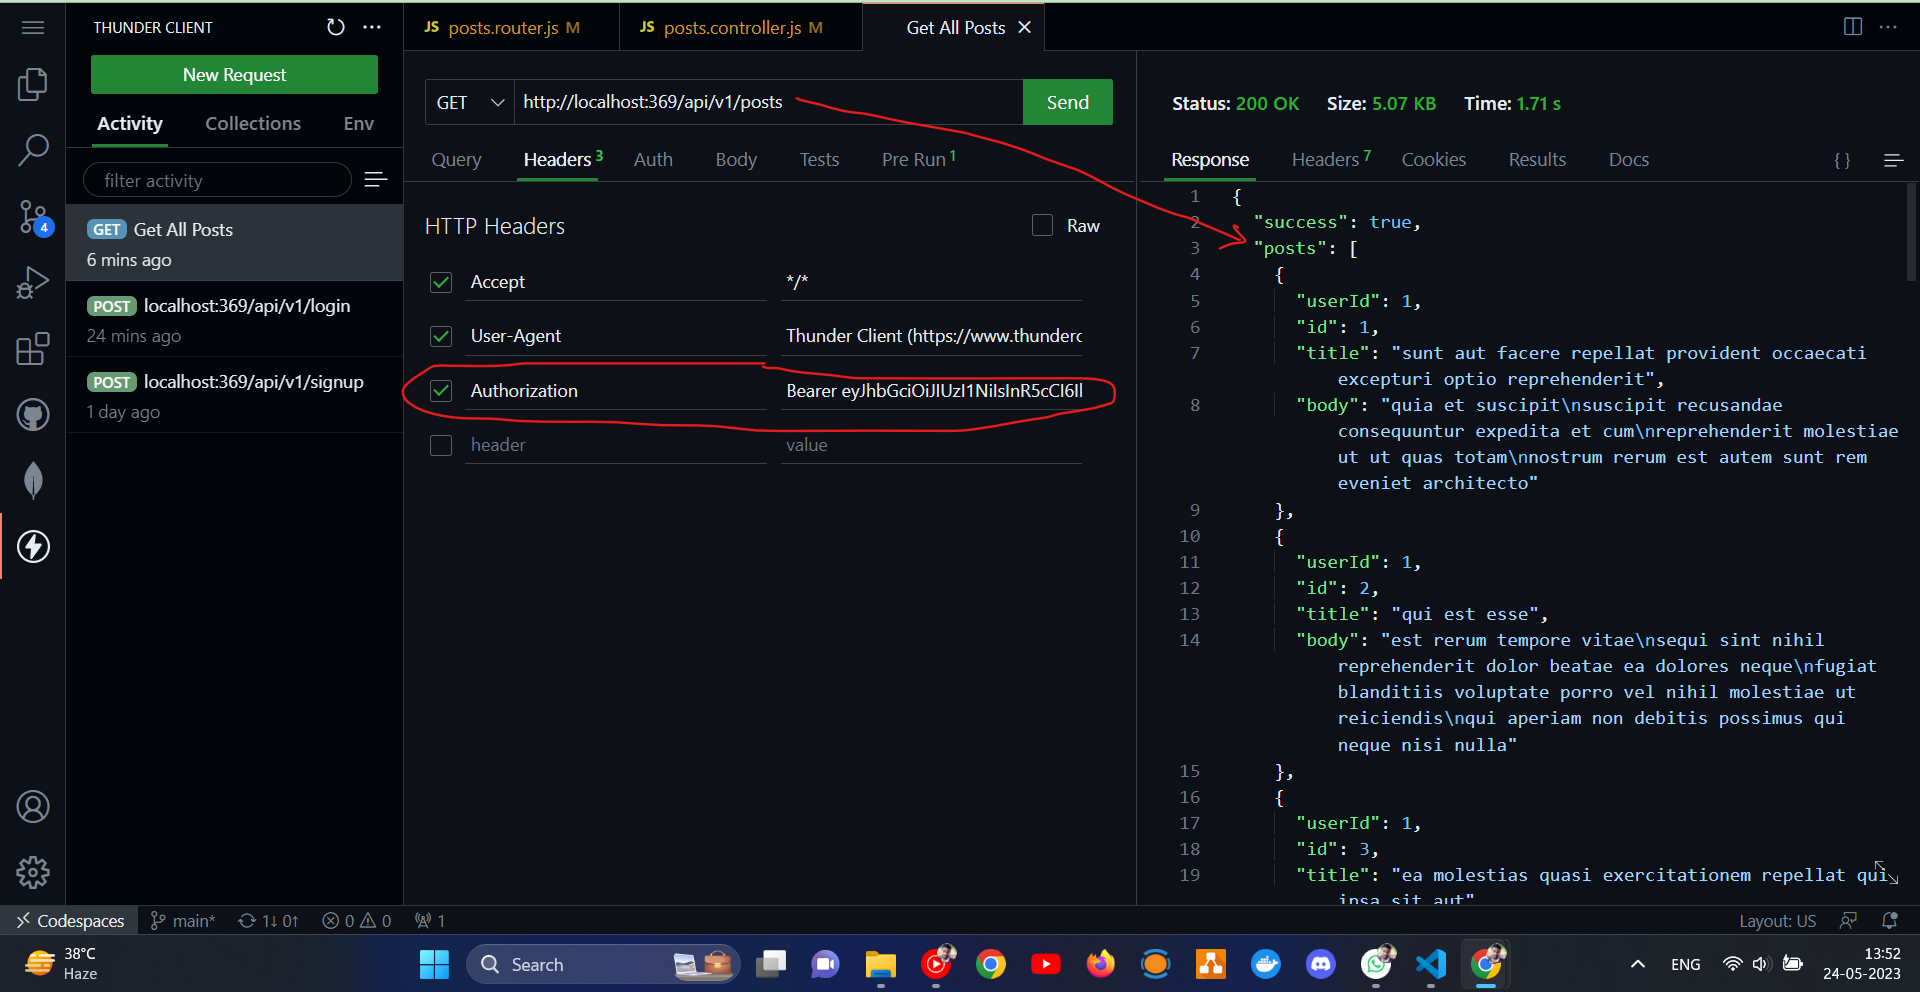 THUNDER CLIENT
New Request
Activity Collections Env
filter activity
GET Get All Posts
6 mins ago
POST localhost:369/api/v1/login
24 mins ago
POST localhost:369/api/v1/signup
1 day ago
4
JS posts.router.js M
JS posts.controller.js M
Get All Posts
GET http://localhost:369/api/v1/posts Send
Query Headers 3 Auth Body Tests Pre Run 1
HTTP Headers Raw
Accept */*
User-Agent Thunder Client (https://www.thunderc
Authorization Bearer
header value
Status: 200 OK Size: 5.07 KB Time: 1.71 s
Response Headers 7 Cookies Results Docs { }
1 {
2 "success": true,
3 "posts": [
4 {
5 "userId": 1,
6 "id": 1,
7 "title": "sunt aut facere repellat provident occaecati
excepturi optio reprehenderit",
8 "body": "quia et suscipit\nsuscipit recusandae
consequuntur expedita et cum\nreprehenderit molestiae
ut ut quas totam\nnostrum rerum est autem sunt rem
eveniet architecto"
9 },
10 {
11 "userId": 1,
12 "id": 2,
13 "title": "qui est esse",
14 "body": "est rerum tempore vitae\nsequi sint nihil
reprehenderit dolor beatae ea dolores neque\nfugiat
blanditiis voluptate porro vel nihil molestiae ut
reiciendis\nqui aperiam non debitis possimus qui
neque nisi nulla"
15 },
16 {
17 "userId": 1,
18 "id": 3,
19 "title": "ea molestias quasi exercitationem repellat qui
ipsa sit aut"
Codespaces main* 1↓ 0↑ 0 0 1
Layout: US
38°C
Haze
Search
ENG
13:52
24-05-2023